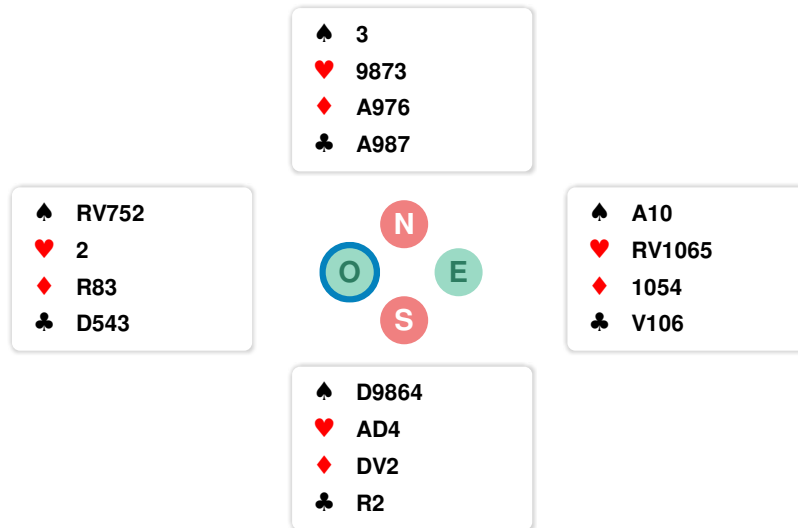 ♠ 3
♥ 9873
♦ A976
♣ A987
♠ RV752
♥ 2
♦ R83
♣ D543
N
O E
S
♠ A10
♥ RV1065
♦ 1054
♣ V106
♠ D9864
♥ AD4
♦ DV2
♣ R2